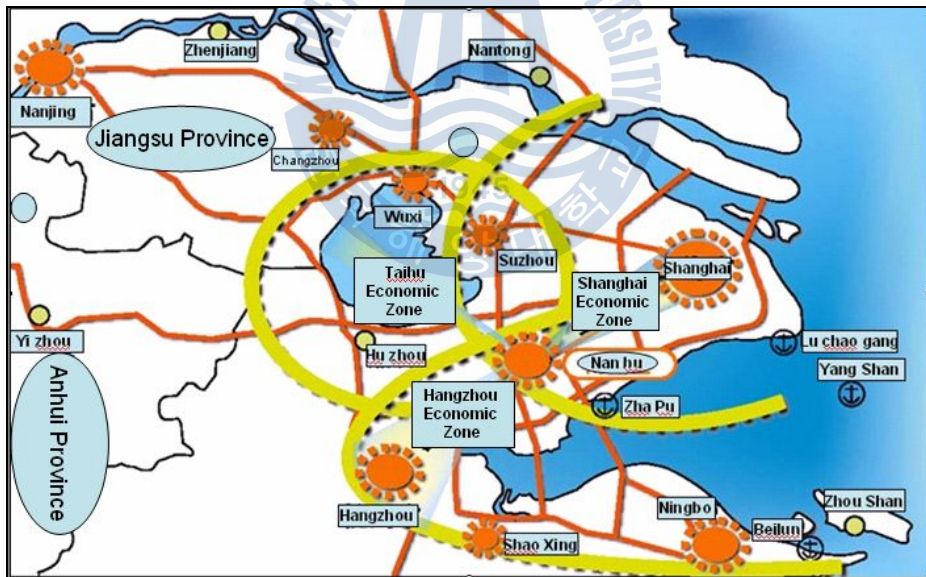 Zhenjiang
Nantong
Nanjing
Jiangsu Province
Changzhou
1945
Wuxi
Suzhou
Shanghai
Taihu
Economic
Zone
Shanghai
Economic
Zone
Yi zhou
Hu zhou
Nan hu
Lu chao gang
Yang Shan
Anhui Province
Hangzhou
Economic
Zone
Zha Pu
Hangzhou
Ningbo
Zhou Shan
Shao Xing
Beilun